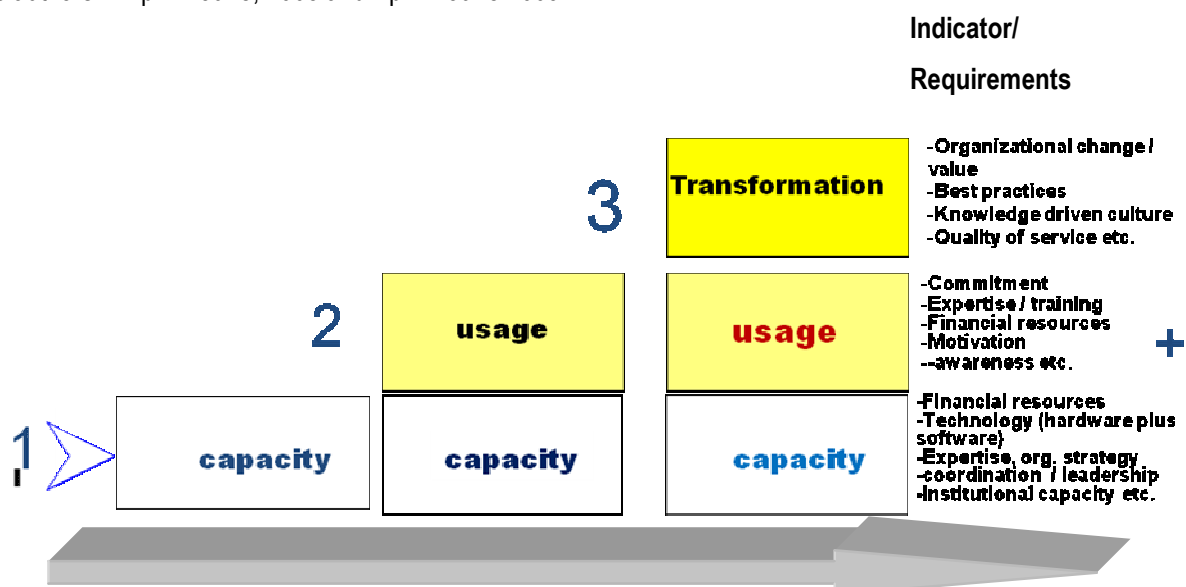 Indicator/
Requirements
3
Transformation
-Organizational change /
value
-Best practices
-Knowledge driven culture
-Quality of service etc.
2
usage
usage
-Commitment
-Expertise / training
-Financial resources
-Motivation
--awareness etc.
+
1
capacity
capacity
capacity
-Financial resources
-Technology (hardware plus
software)
-Expertise, org. strategy
-coordination / leadership
-Institutional capacity etc.